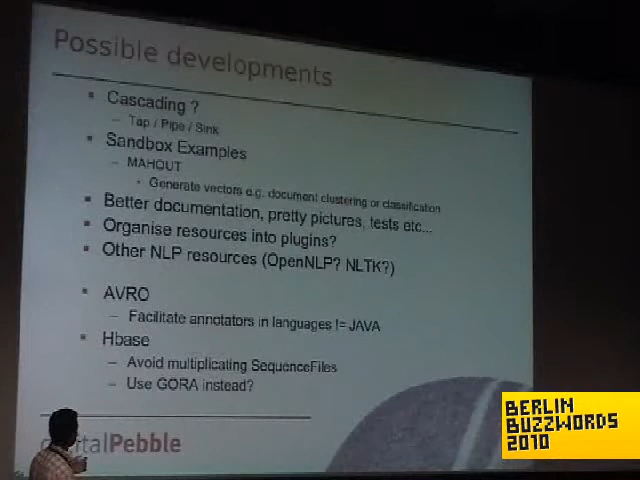 Possible developments
Cascading ?
– Tap / Pipe / Sink
Sandbox Examples
– MAHOUT
Generate vectors e.g. document clustering or classification
Better documentation, pretty pictures, tests etc...
Organise resources into plugins?
Other NLP resources (OpenNLP? NLTK?)
AVRO
– Facilitate annotators in languages != JAVA
Hbase
– Avoid multiplicating SequenceFiles
– Use GORA instead?
talPebble
BERLIN
BUZZWORDS
2010